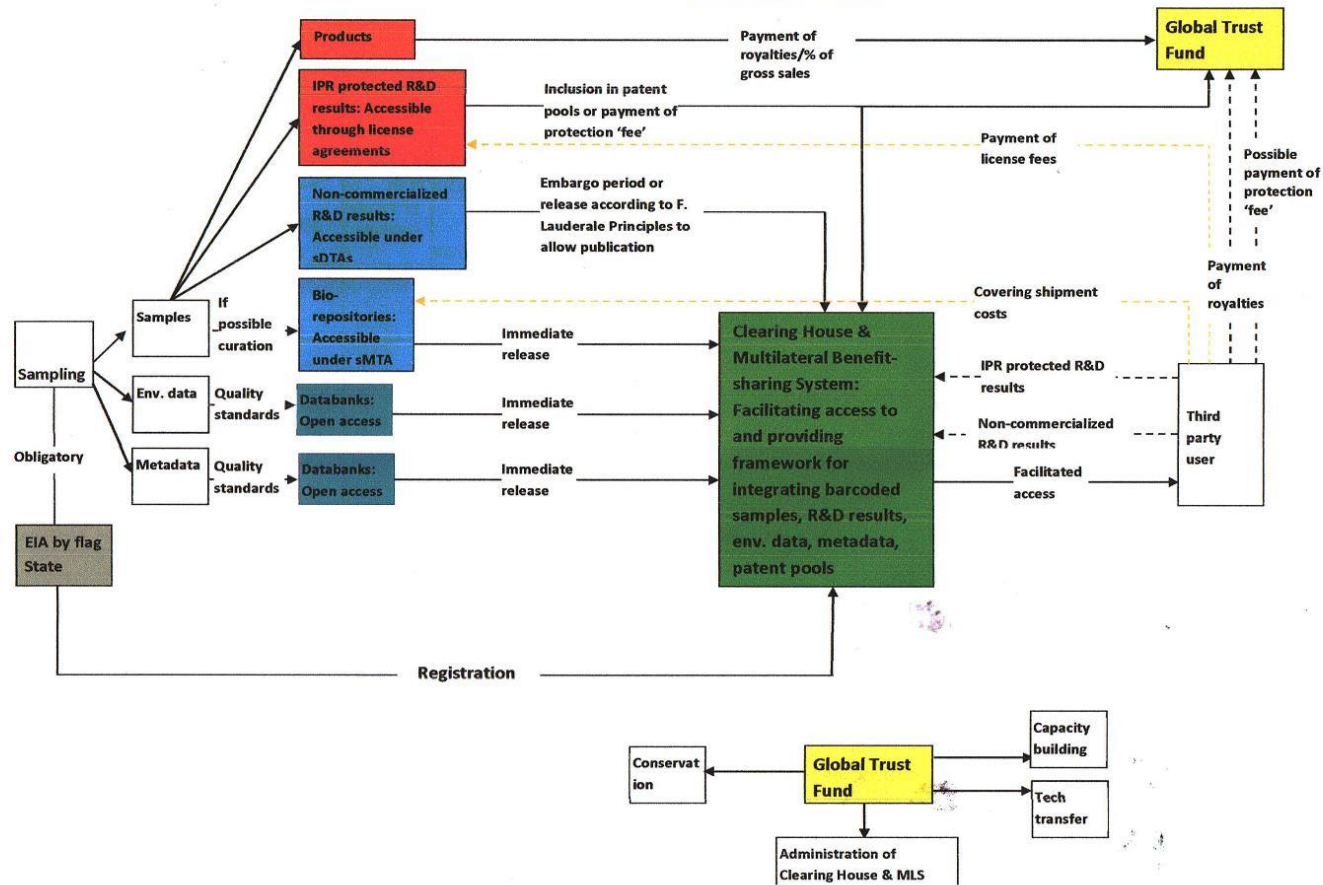 Products
Payment of
royalties/% of
gross sales
Global Trust
Fund
IPR protected R&D
results: Accessible
through license
agreements
Inclusion in patent
pools or payment of
protection ‘fee’
Payment of
license fees
Possible
payment of
protection
‘fee’
Non-commercialized
R&D results:
Accessible under
sDTAs
Embargo period or
release according to F.
Lauderale Principles to
allow publication
Payment
of
royalties
Samples
If
possible
curation
Bio-
repositories:
Accessible
under sMTA
Immediate
release
Covering shipment
costs
Sampling
Env. data
Quality
standards
Databanks:
Open access
Immediate
release
Metadata
Quality
standards
Databanks:
Open access
Immediate
release
Clearing House &
Multilateral Benefit-
sharing System:
Facilitating access to
and providing
framework for
integrating barcoded
samples, R&D results,
env. data, metadata,
patent pools
IPR protected R&D
results
Non-commercialized
R&D results
Facilitated
access
Third
party
user
Obligatory
EIA by flag
State
Registration
Conservat
ion
Global Trust
Fund
Capacity
building
Tech
transfer
Administration of
Clearing House & MLS